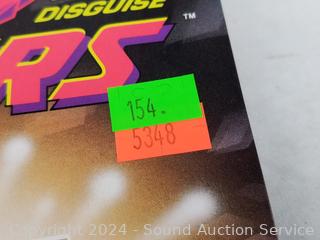 DISGUISE
RS
TM
154.
5348
Copyright 2024 - Sound Auction Service